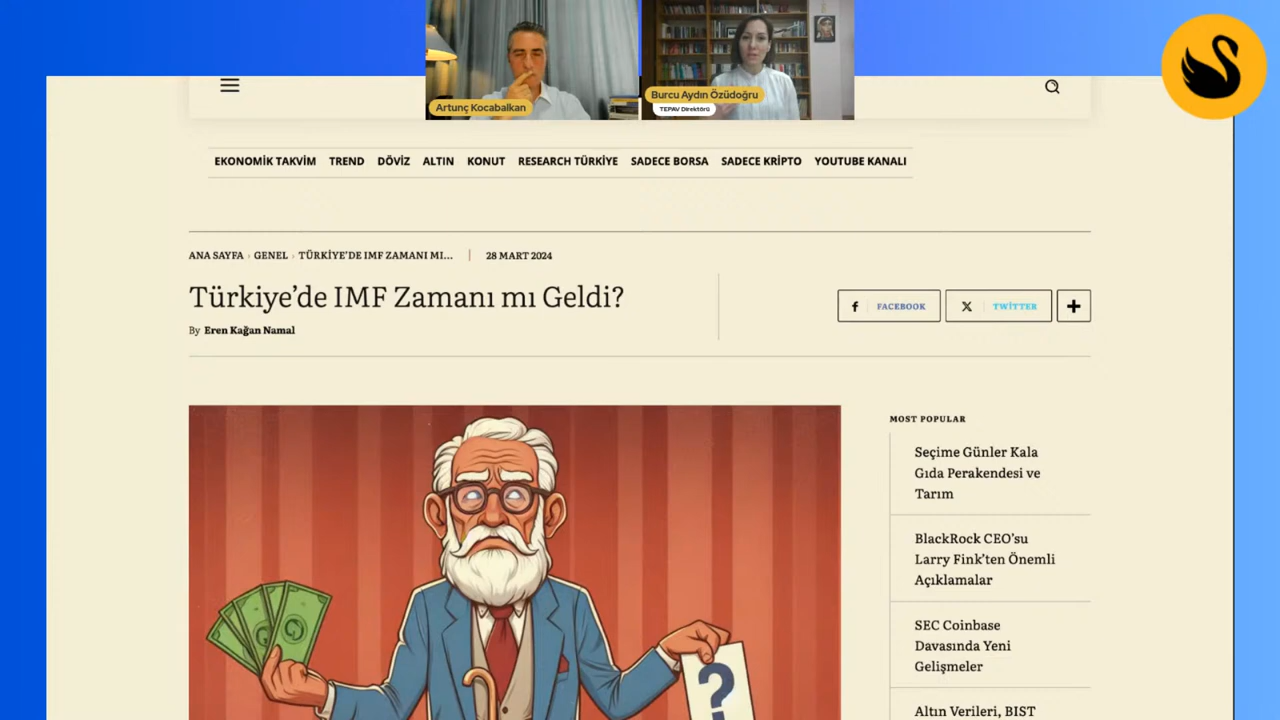 Artunç Kocabalkan
Burcu Aydın Özüdoğru
TEPAV Direktörü
EKONOMİK TAKVİM TREND DÖVİZ ALTIN KONUT RESEARCH TÜRKİYE SADECE BORSA SADECE KRİPTO YOUTUBE KANALI
ANA SAYFA › GENEL › TÜRKİYE'DE IMF ZAMANI MI... | 28 MART 2024
Türkiye'de IMF Zamanı mı Geldi?
By Eren Kağan Namal
FACEBOOK
TWİTTER
MOST POPULAR
Seçime Günler Kala
Gıda Perakendesi ve
Tarım
BlackRock CEO'su
Larry Fink'ten Önemli
Açıklamalar
SEC Coinbase
Davasında Yeni
Gelişmeler
Altın Verileri, BIST
?